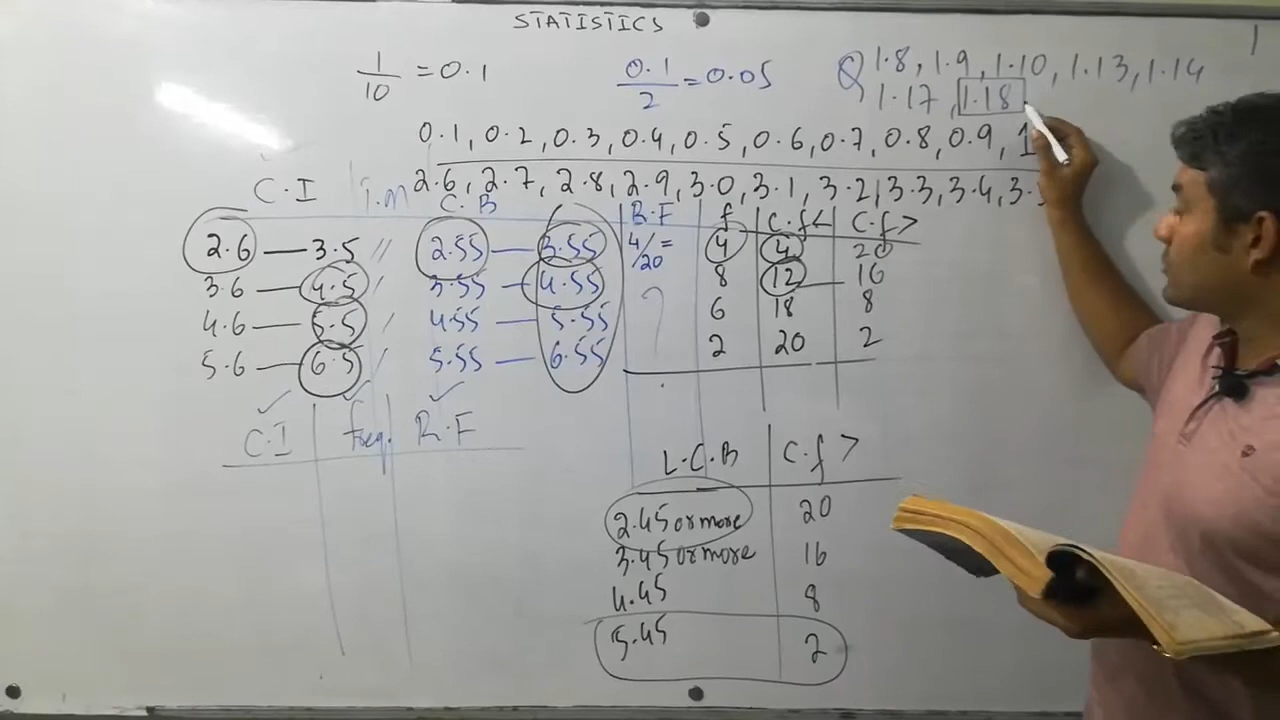 STATISTICS
1/10 = 0.1
0.1/2 = 0.05
Q 1.8, 1.9, 1.10, 1.13, 1.14
1.17, 1.18
0.1, 0.2, 0.3, 0.4, 0.5, 0.6, 0.7, 0.8, 0.9, 1
2.6, 2.7, 2.8, 2.9, 3.0, 3.1, 3.2, 3.3, 3.4, 3.
C.I C.B R.F f C.f< C.f>
2.6 — 3.5 // 2.55 — 3.55 4/20 = 4 4 20
3.6 — 4.5 / 3.55 — 4.55 8 12 16
4.6 — 5.5 // 4.55 — 5.55 6 18 8
5.6 — 6.5 / 5.55 — 6.55 2 20 2
C.I freq. R.F
L.C.B C.f >
2.45 or more 20
3.45 or more 16
4.45 8
5.45 2